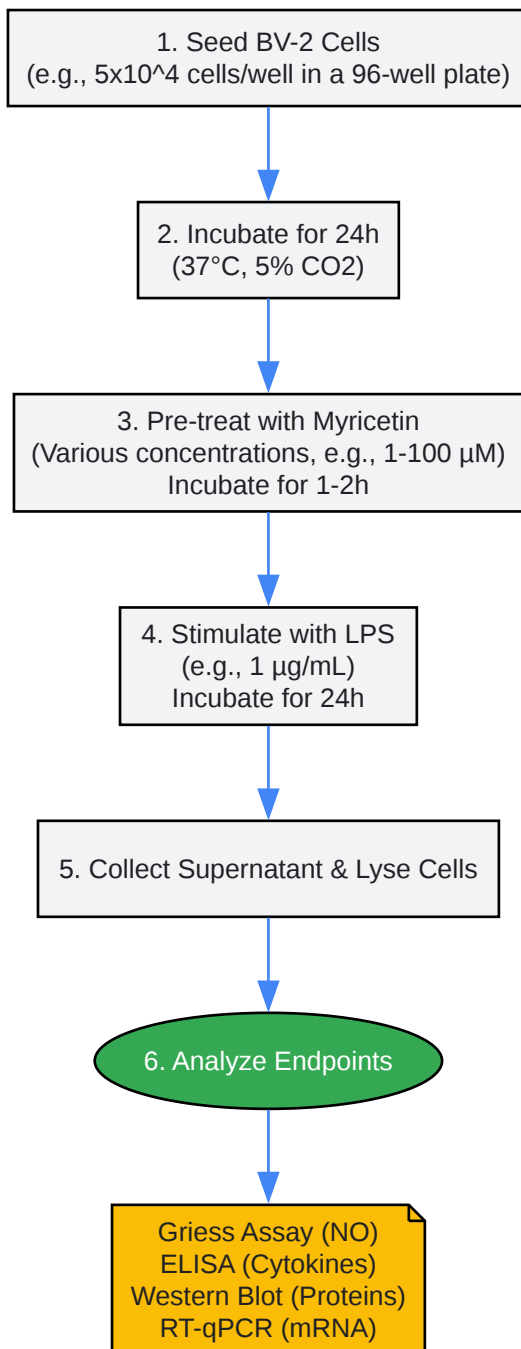 1. Seed BV-2 Cells
(e.g., 5x10^4 cells/well in a 96-well plate)
2. Incubate for 24h
(37°C, 5% CO2)
3. Pre-treat with Myricetin
(Various concentrations, e.g., 1-100 µM)
Incubate for 1-2h
4. Stimulate with LPS
(e.g., 1 µg/mL)
Incubate for 24h
5. Collect Supernatant & Lyse Cells
6. Analyze Endpoints
Griess Assay (NO)
ELISA (Cytokines)
Western Blot (Proteins)
RT-qPCR (mRNA)